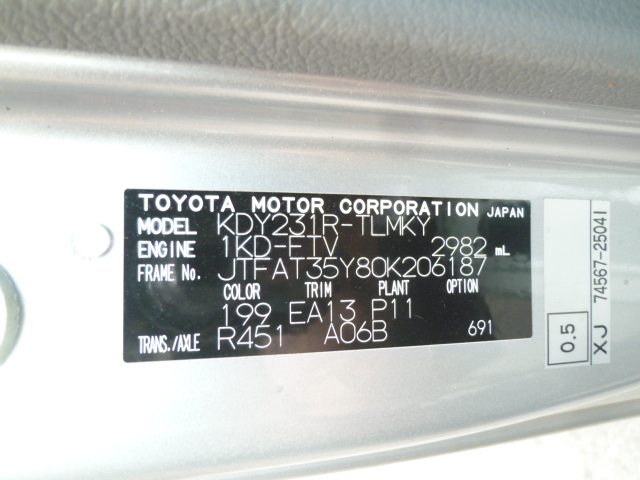 TOYOTA MOTOR CORPORATION JAPAN
MODEL KDY231R-TLMKY
ENGINE 1KD-FTV 2982 mL
FRAME No. JTFAT35Y80K206187
COLOR TRIM PLANT OPTION
199 EA13 P11
TRANS./AXLE R451 A06B 691
0.5
XJ 74567-25041